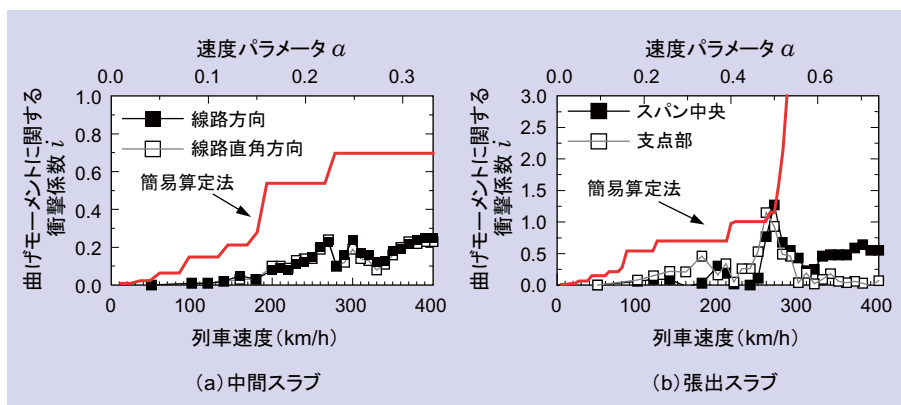 速度パラメータ a
0.0 0.1 0.2 0.3
曲げモーメントに関する
衝撃係数 i
1.0
0.8
0.6
0.4
0.2
0.0
線路方向
線路直角方向
簡易算定法
0 100 200 300 400
列車速度(km/h)
(a)中間スラブ
速度パラメータ a
0.0 0.2 0.4 0.6
曲げモーメントに関する
衝撃係数 i
3.0
2.5
2.0
1.5
1.0
0.5
0
スパン中央
支点部
簡易算定法
0 100 200 300 400
列車速度(km/h)
(b)張出スラブ